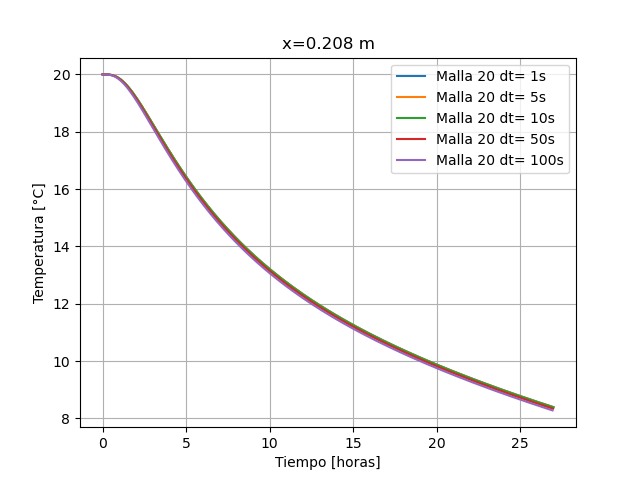 x=0.208 m
Malla 20 dt= 1s
Malla 20 dt= 5s
Malla 20 dt= 10s
Malla 20 dt= 50s
Malla 20 dt= 100s
Temperatura [°C]
20
18
16
14
12
10
8
0 5 10 15 20 25
Tiempo [horas]